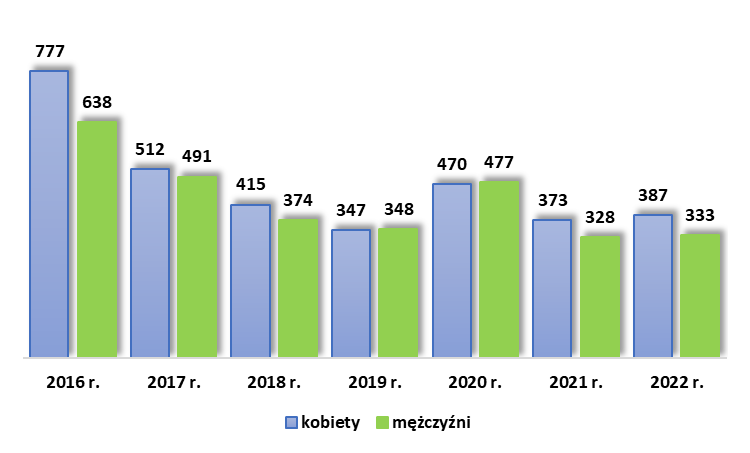 777
638
512
491
415
374
347
348
470
477
373
328
387
333
2016 r.
2017 r.
2018 r.
2019 r.
2020 r.
2021 r.
2022 r.
kobiety
mężczyźni